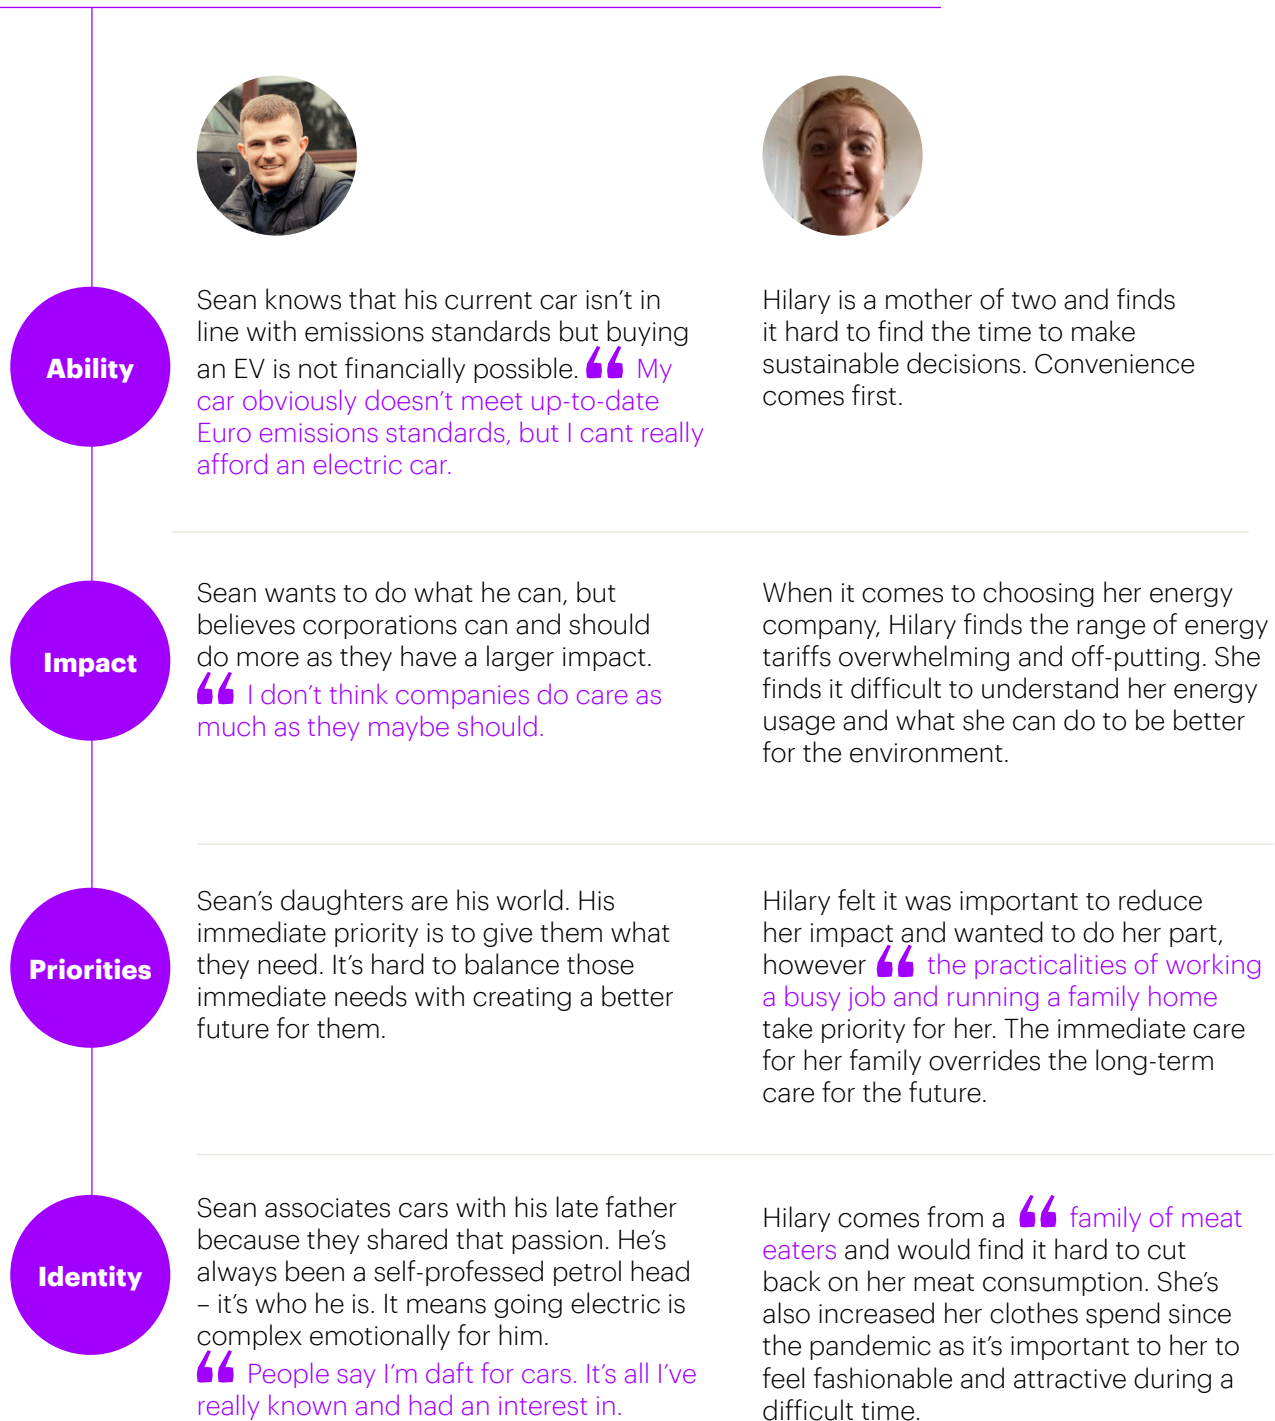 Ability
Sean knows that his current car isn’t in
line with emissions standards but buying
an EV is not financially possible. “ My
car obviously doesn’t meet up-to-date
Euro emissions standards, but I cant really
afford an electric car.
Hilary is a mother of two and finds
it hard to find the time to make
sustainable decisions. Convenience
comes first.
Impact
Sean wants to do what he can, but
believes corporations can and should
do more as they have a larger impact.
“ I don’t think companies do care as
much as they maybe should.
When it comes to choosing her energy
company, Hilary finds the range of energy
tariffs overwhelming and off-putting. She
finds it difficult to understand her energy
usage and what she can do to be better
for the environment.
Priorities
Sean’s daughters are his world. His
immediate priority is to give them what
they need. It’s hard to balance those
immediate needs with creating a better
future for them.
Hilary felt it was important to reduce
her impact and wanted to do her part,
however “ the practicalities of working
a busy job and running a family home
take priority for her. The immediate care
for her family overrides the long-term
care for the future.
Identity
Sean associates cars with his late father
because they shared that passion. He’s
always been a self-professed petrol head
– it’s who he is. It means going electric is
complex emotionally for him.
“ People say I’m daft for cars. It’s all I’ve
really known and had an interest in.
Hilary comes from a “ family of meat
eaters and would find it hard to cut
back on her meat consumption. She’s
also increased her clothes spend since
the pandemic as it’s important to her to
feel fashionable and attractive during a
difficult time.